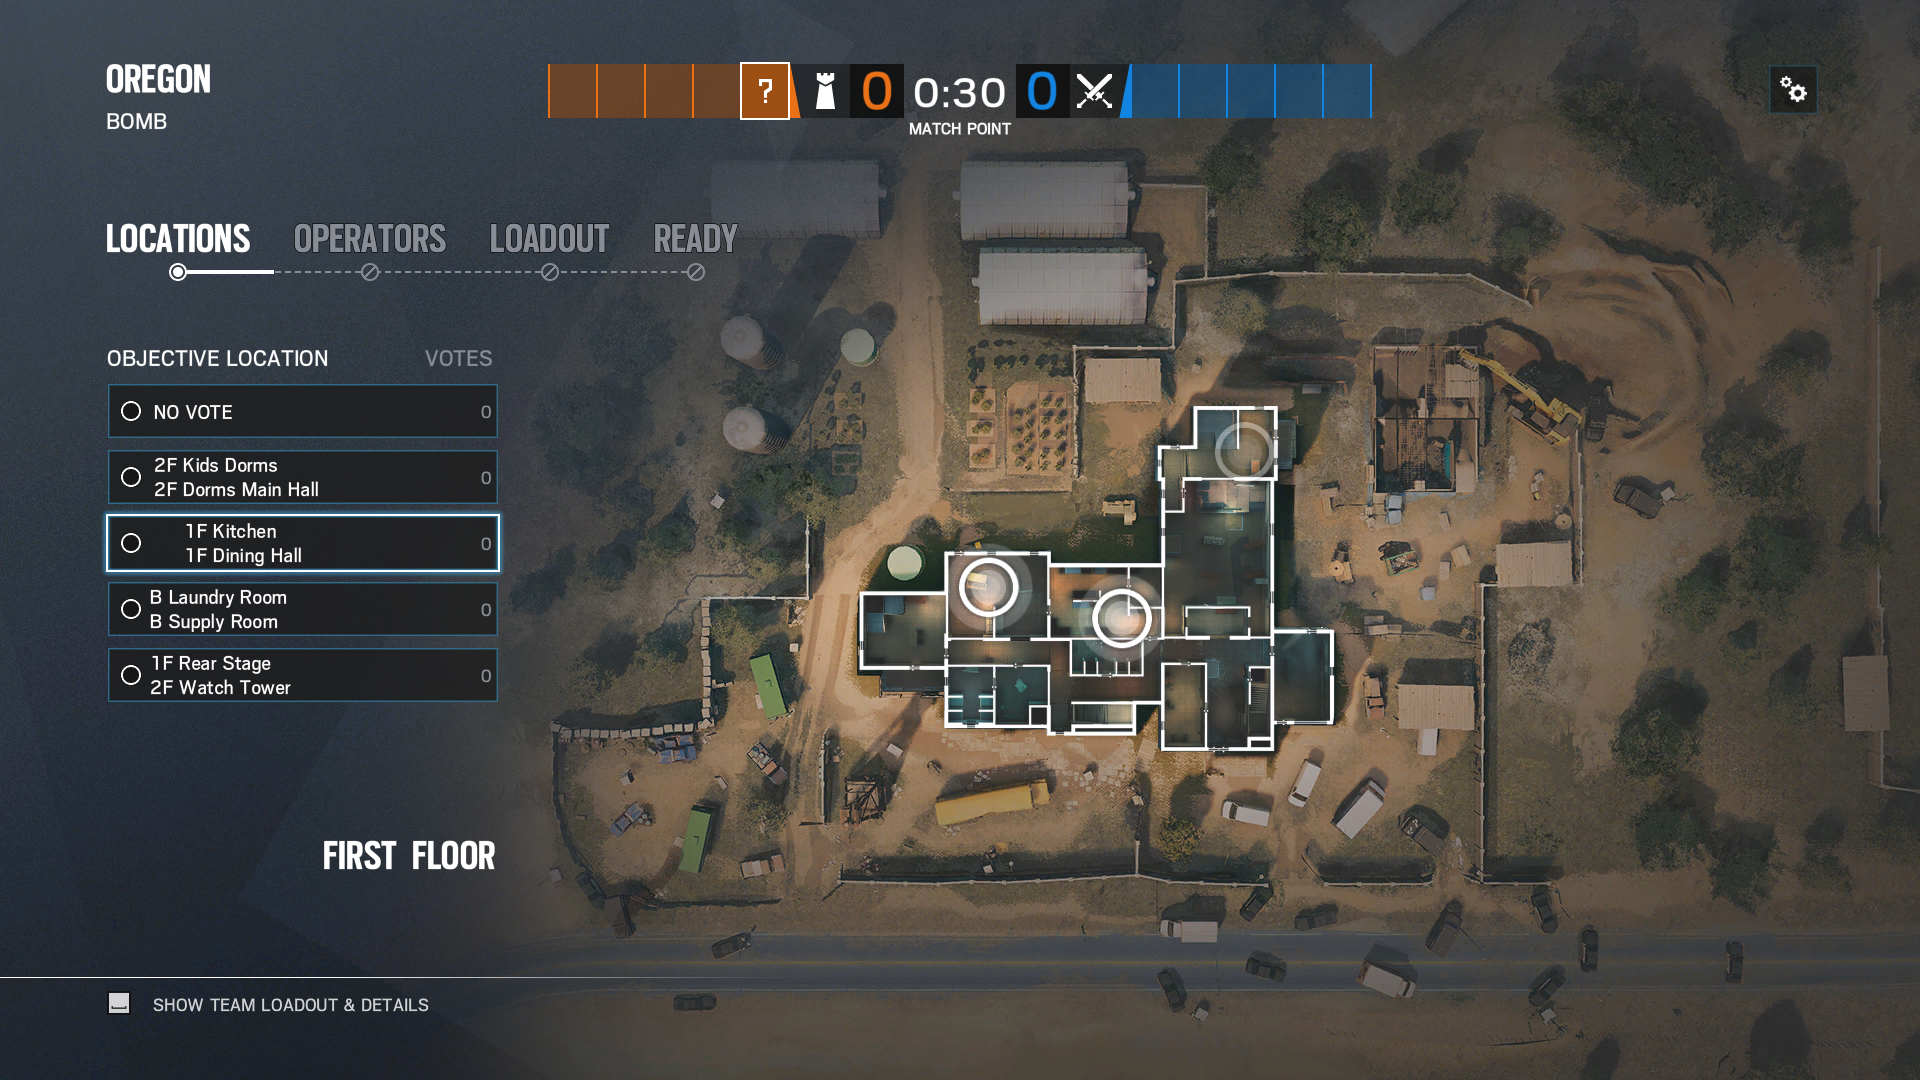 OREGON
BOMB
?
0
0:30
0
MATCH POINT
LOCATIONS
OPERATORS
LOADOUT
READY
OBJECTIVE LOCATION
VOTES
NO VOTE
0
2F Kids Dorms
2F Dorms Main Hall
0
1F Kitchen
1F Dining Hall
0
B Laundry Room
B Supply Room
0
1F Rear Stage
2F Watch Tower
0
FIRST FLOOR
SHOW TEAM LOADOUT & DETAILS